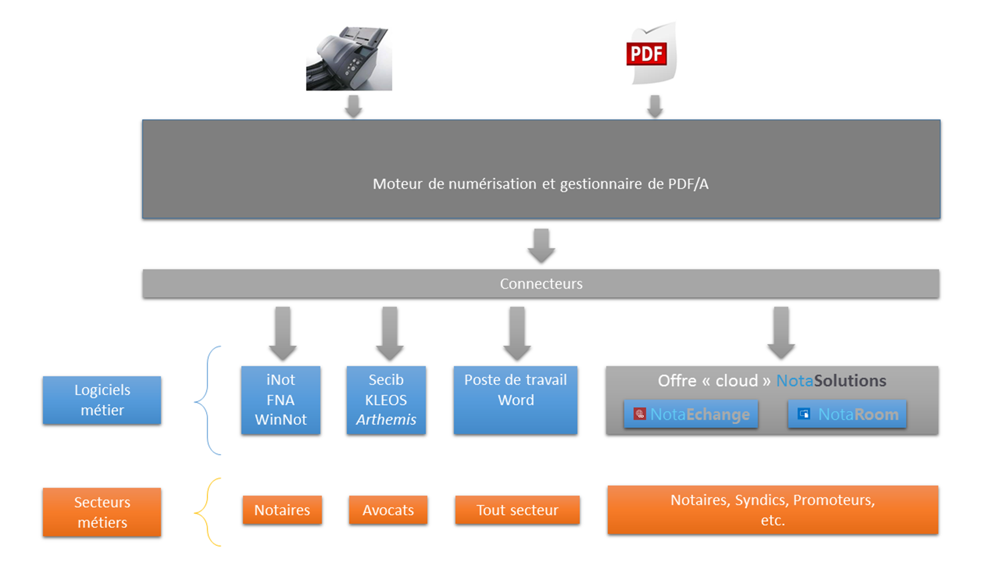 PDF
Moteur de numérisation et gestionnaire de PDF/A
Connecteurs
Logiciels
métier
iNot
FNA
WinNot
Secib
KLEOS
Arthemis
Poste de travail
Word
Offre « cloud » NotaSolutions
NotaEchange
NotaRoom
Secteurs
métiers
Notaires
Avocats
Tout secteur
Notaires, Syndics, Promoteurs,
etc.